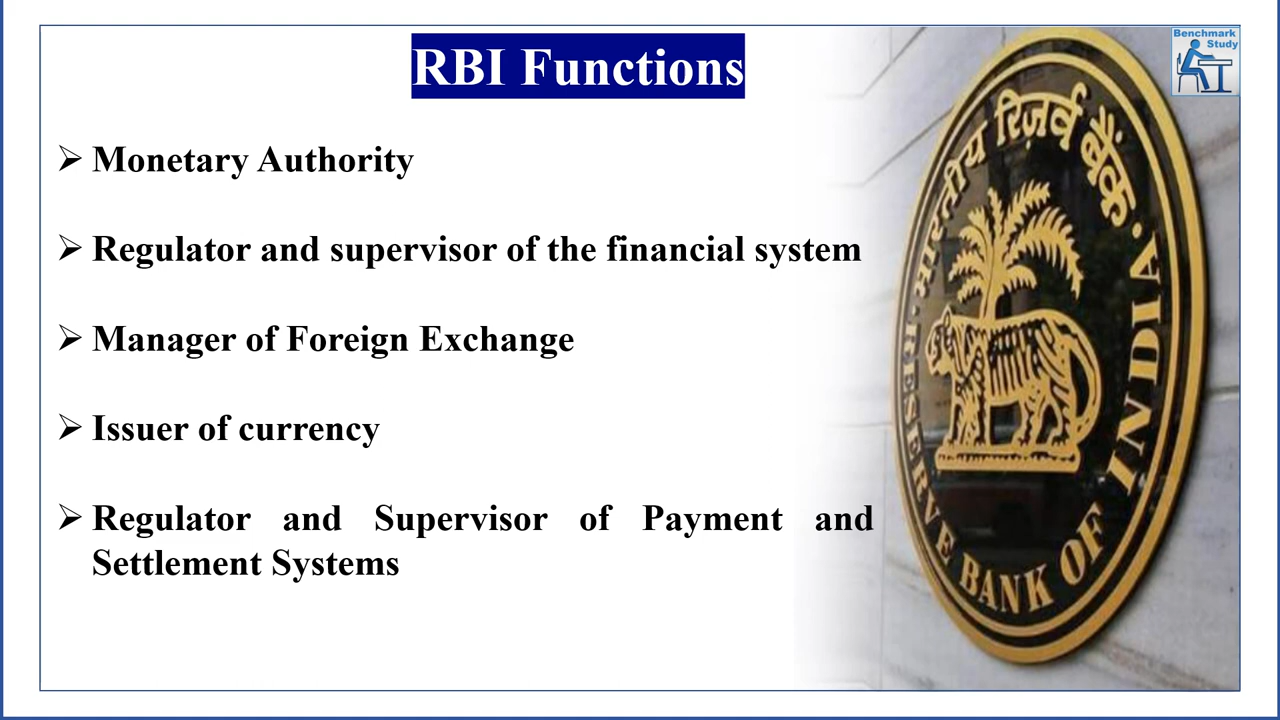 RBI Functions
Benchmark
Study
➢ Monetary Authority
➢ Regulator and supervisor of the financial system
➢ Manager of Foreign Exchange
➢ Issuer of currency
➢ Regulator and Supervisor of Payment and
Settlement Systems
भारतीय रिज़र्व बैंक
RESERVE BANK OF INDIA